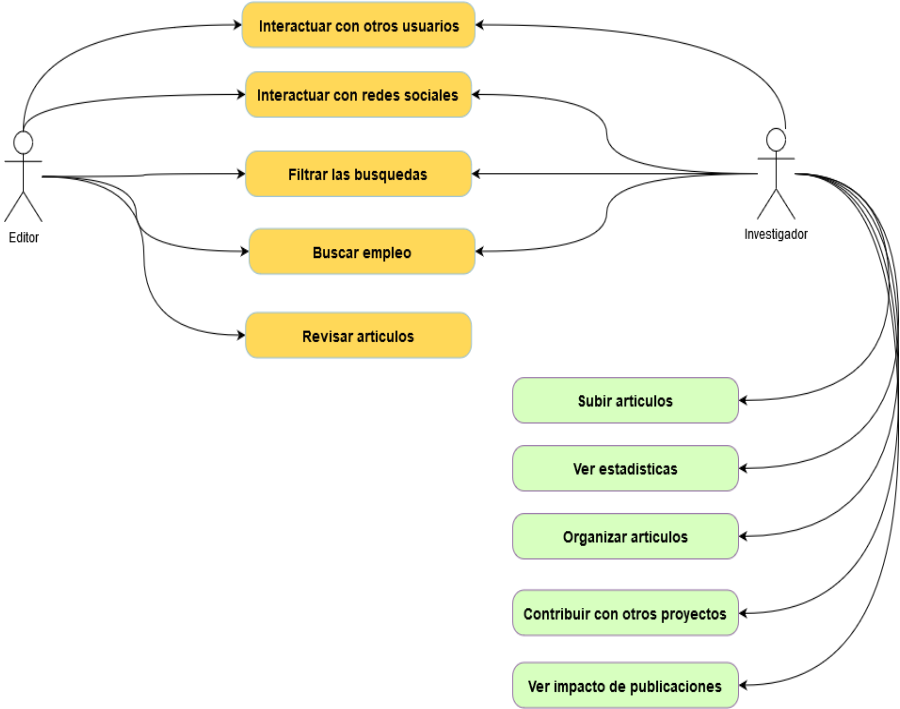 Interactuar con otros usuarios
Interactuar con redes sociales
Filtrar las busquedas
Editor
Investigador
Buscar empleo
Revisar articulos
Subir articulos
Ver estadisticas
Organizar articulos
Contribuir con otros proyectos
Ver impacto de publicaciones